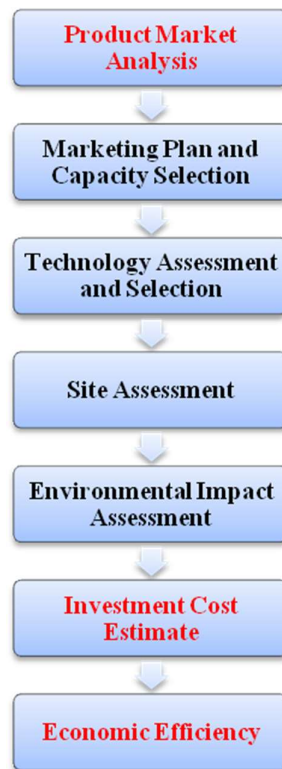 Product Market
Analysis
Marketing Plan and
Capacity Selection
Technology Assessment
and Selection
Site Assessment
Environmental Impact
Assessment
Investment Cost
Estimate
Economic Efficiency